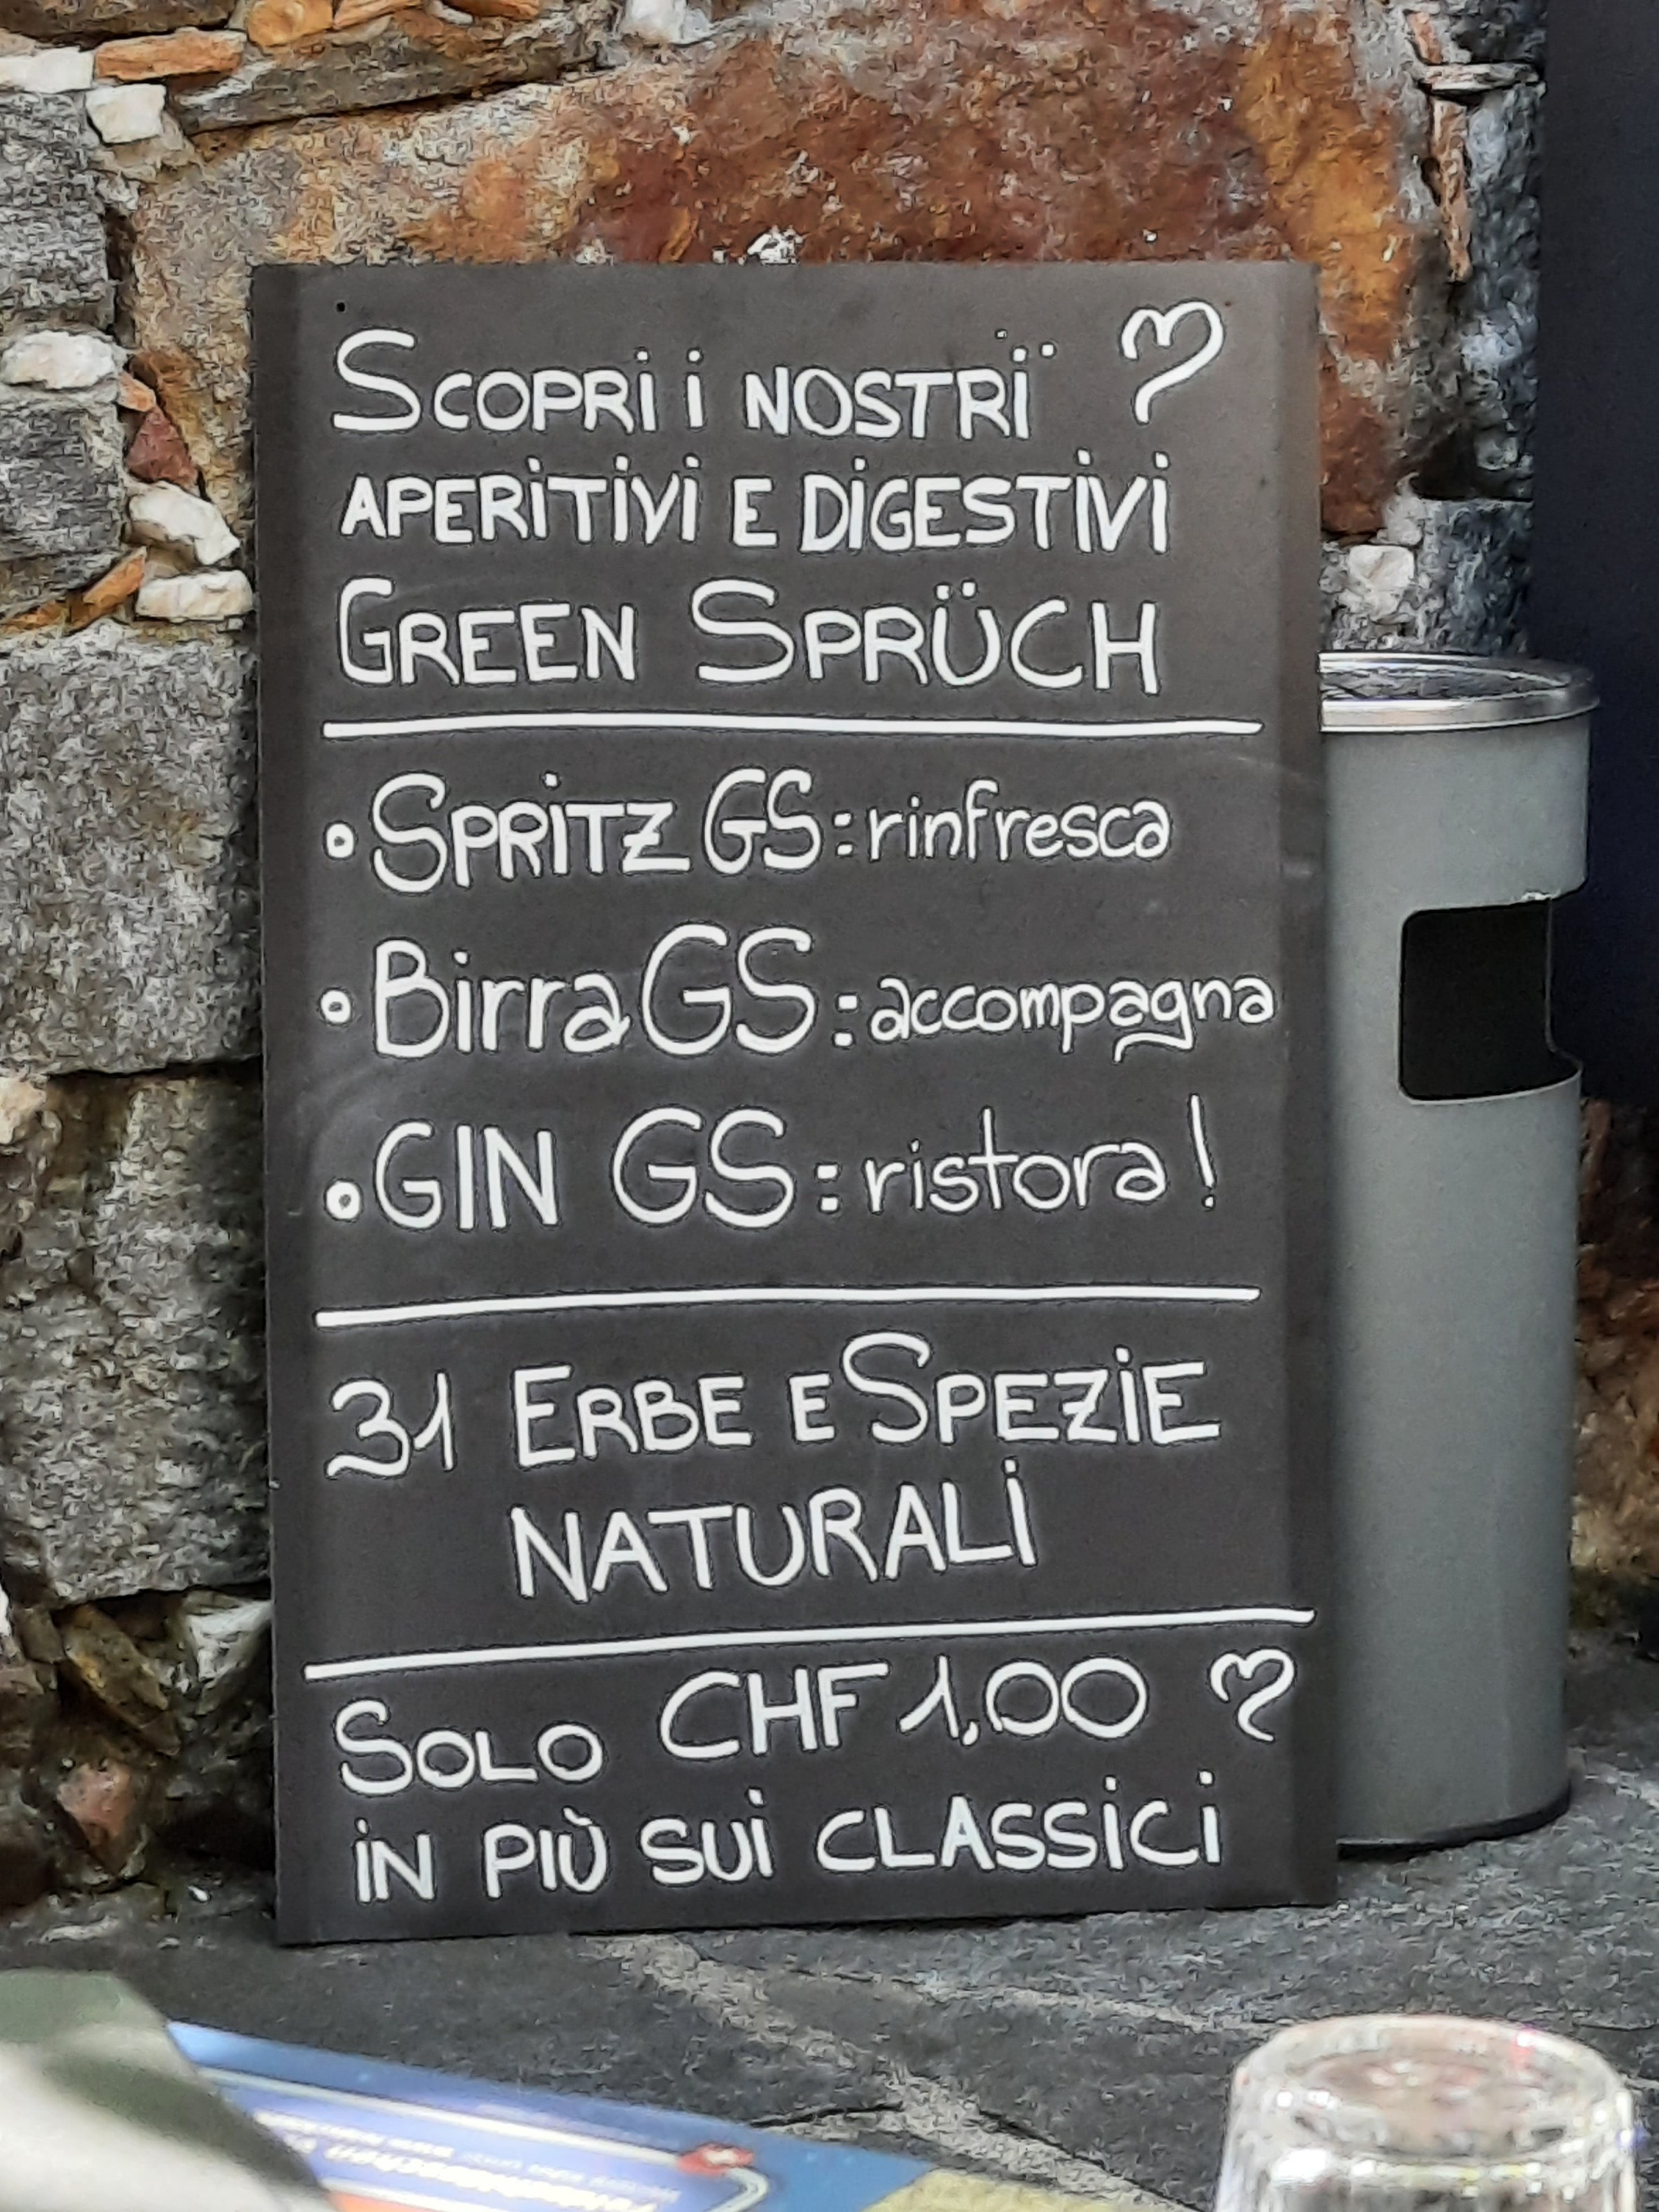 SCOPRI I NOSTRI
APERITIVI E DIGESTIVI
GREEN SPRÜCH
SPRITZ GS: rinfresca
Birra GS: accompagna
GIN GS: ristora!
31 ERBE E SPEZIE
NATURALI
SOLO CHF 1,00
IN PIÙ SUI CLASSICI